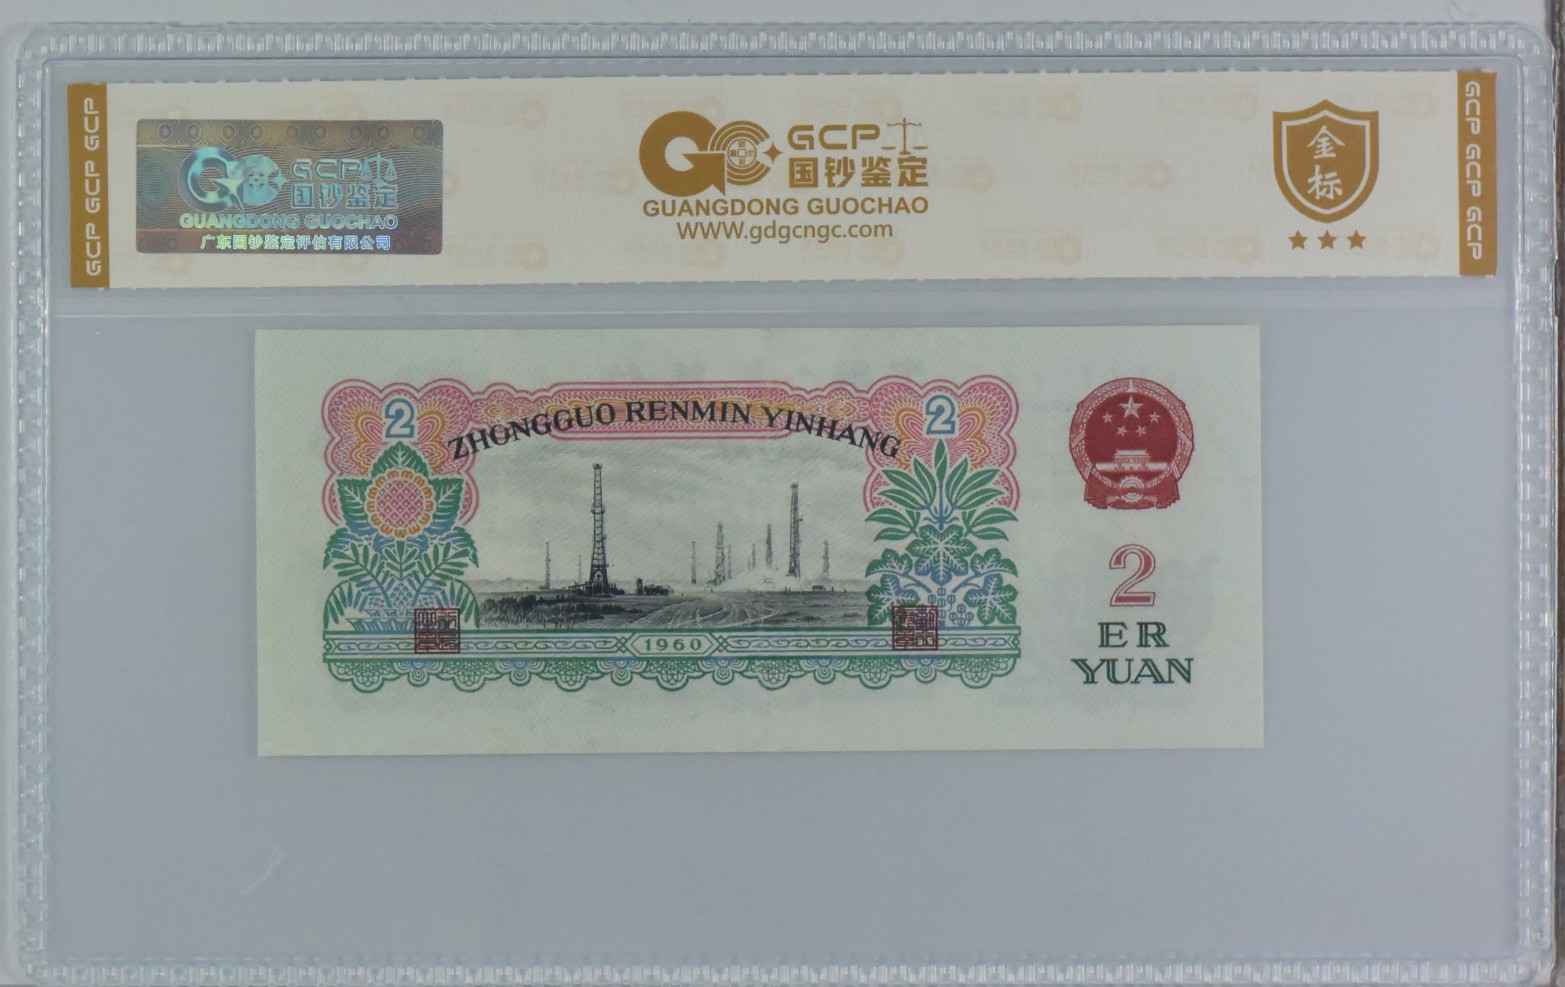 GCP GCP GCP
GCP
国钞鉴定
GUANGDONG GUOCHAO
广东国钞鉴定评估有限公司
GCP
国钞鉴定
GUANGDONG GUOCHAO
WWW.gdgcngc.com
金
标
GCP GCP GCP
2
ZHONGGUO RENMIN YINHANG
2
1960
2
ER
YUAN